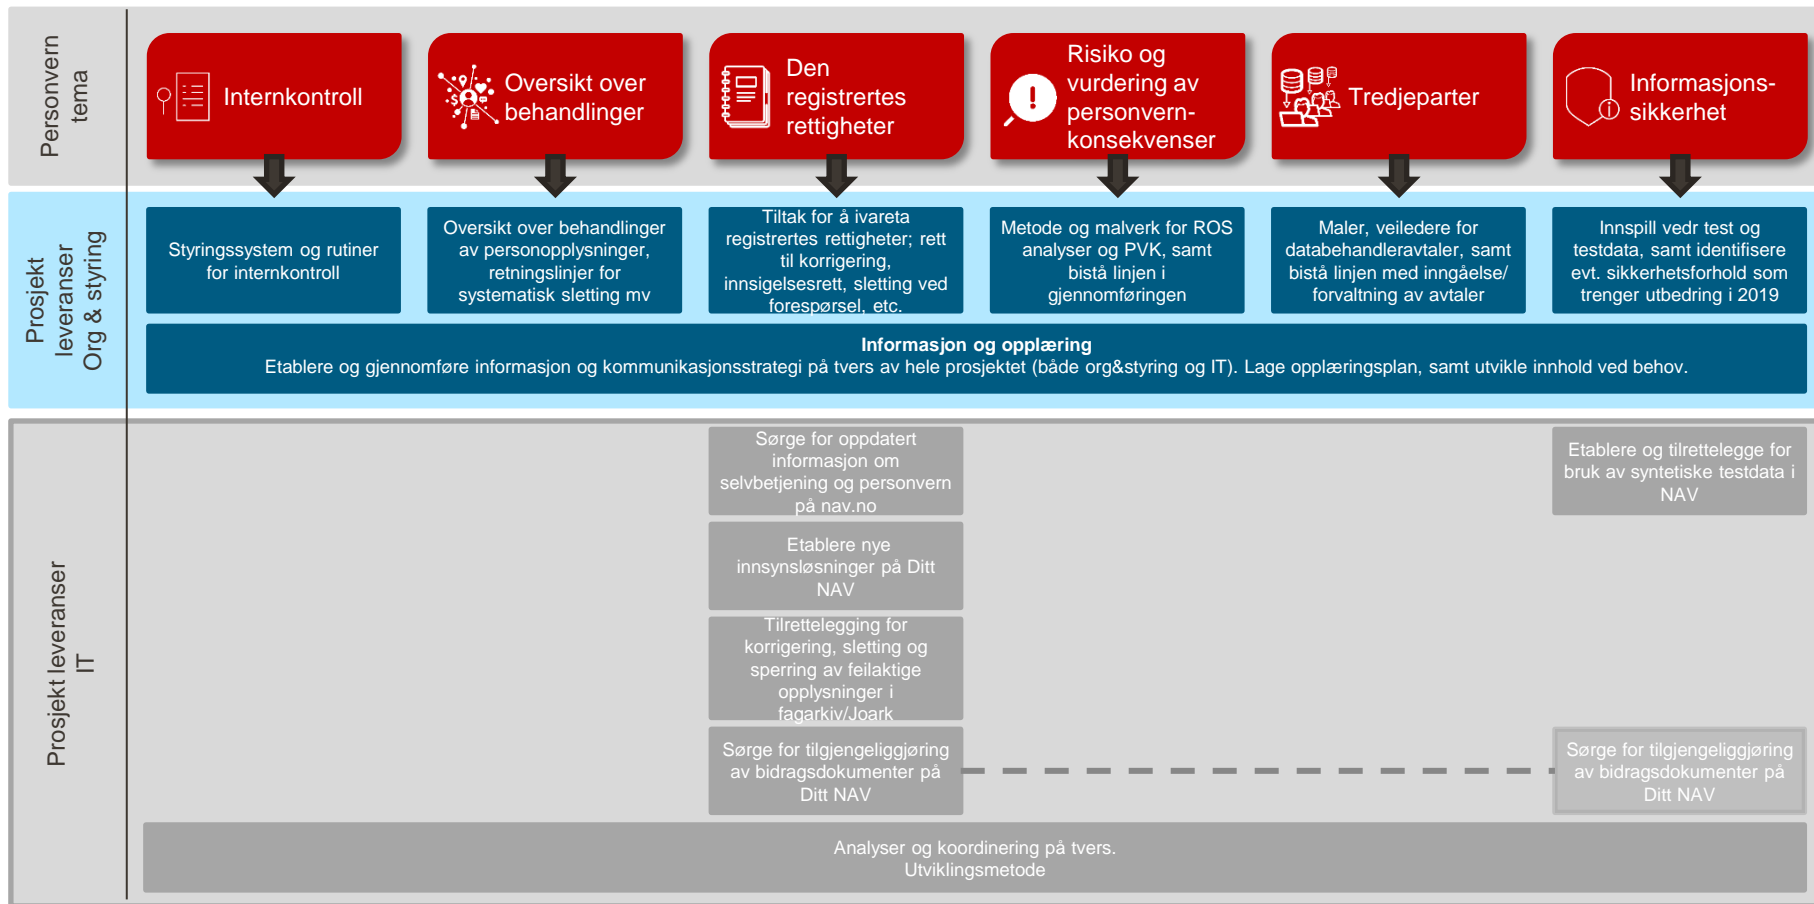 Personvern
tema
Internkontroll
Oversikt over
behandlinger
Den
registrertes
rettigheter
Risiko og
vurdering av
personvern-
konsekvenser
Tredjeparter
Informasjons-
sikkerhet
Prosjekt
leveranser
Org & styring
Styringssystem og rutiner
for internkontroll
Oversikt over behandlinger
av personopplysninger,
retningslinjer for
systematisk sletting mv
Tiltak for å ivareta
registrertes rettigheter; rett
til korrigering,
innsigelsesrett, sletting ved
forespørsel, etc.
Metode og malverk for ROS
analyser og PVK, samt
bistå linjen i
gjennomføringen
Maler, veiledere for
databehandleravtaler, samt
bistå linjen med inngåelse/
forvaltning av avtaler
Innspill vedr test og
testdata, samt identifisere
evt. sikkerhetsforhold som
trenger utbedring i 2019
Informasjon og opplæring
Etablere og gjennomføre informasjon og kommunikasjonsstrategi på tvers av hele prosjektet (både org&styring og IT). Lage opplæringsplan, samt utvikle innhold ved behov.
Prosjekt leveranser
IT
Sørge for oppdatert
informasjon om
selvbetjening og personvern
på nav.no
Etablere og tilrettelegge for
bruk av syntetiske testdata i
NAV
Etablere nye
innsynsløsninger på Ditt
NAV
Tilrettelegging for
korrigering, sletting og
sperring av feilaktige
opplysninger i
fagarkiv/Joark
Sørge for tilgjengeliggjøring
av bidragsdokumenter på
Ditt NAV
Sørge for tilgjengeliggjøring
av bidragsdokumenter på
Ditt NAV
Analyser og koordinering på tvers.
Utviklingsmetode